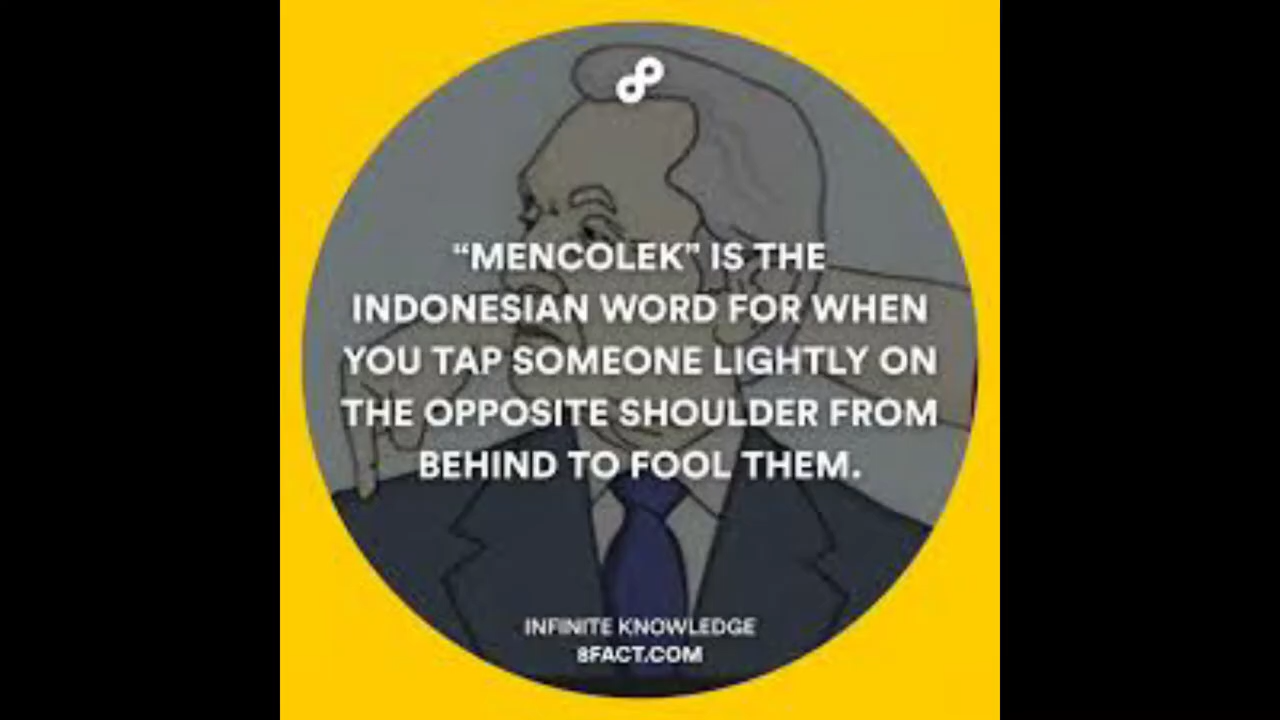 “MENCOLEK” IS THE
INDONESIAN WORD FOR WHEN
YOU TAP SOMEONE LIGHTLY ON
THE OPPOSITE SHOULDER FROM
BEHIND TO FOOL THEM.
INFINITE KNOWLEDGE
8FACT.COM